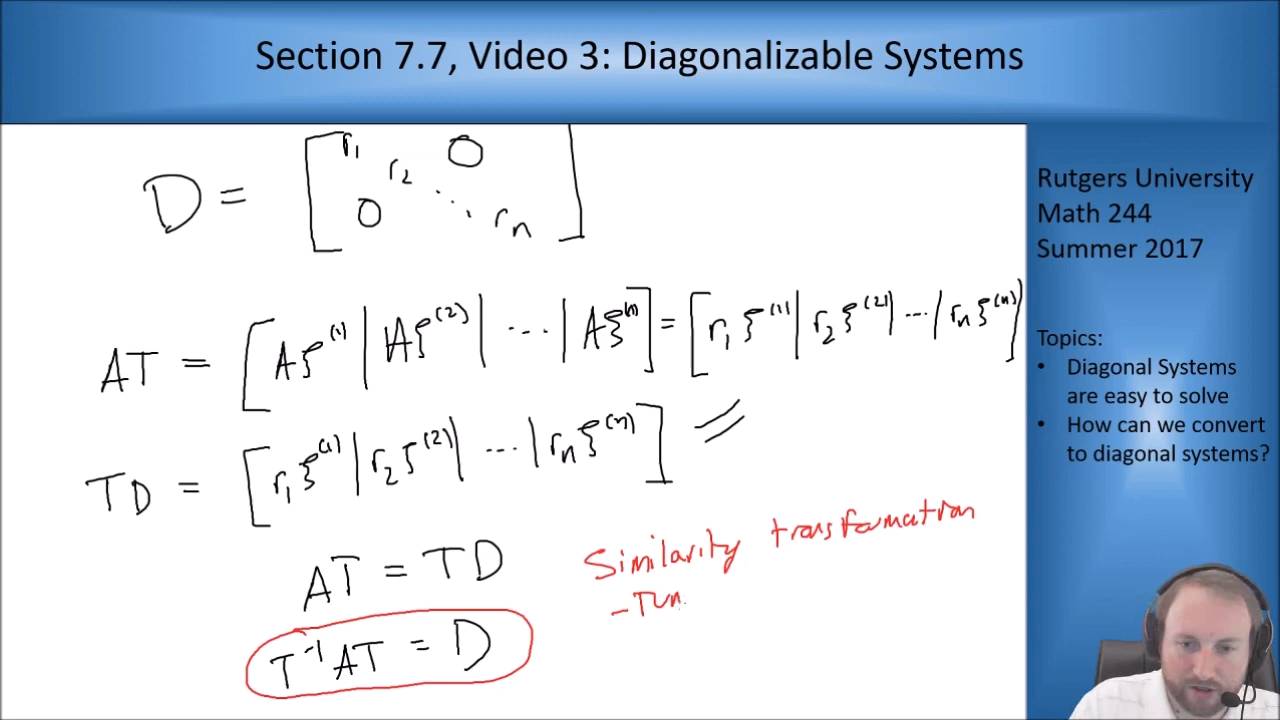 Section 7.7, Video 3: Diagonalizable Systems
D = [r₁ r₂ ⋱ rₙ 0 0]
AT = [Aξ⁽¹⁾ | Aξ⁽²⁾ | ⋯ | Aξ⁽ⁿ⁾] = [r₁ξ⁽¹⁾ | r₂ξ⁽²⁾ | ⋯ | rₙξ⁽ⁿ⁾]
TD = [r₁ξ⁽¹⁾ | r₂ξ⁽²⁾ | ⋯ | rₙξ⁽ⁿ⁾] =
AT = TD
T⁻¹AT = D
Similarity transformation
Rutgers University
Math 244
Summer 2017
Topics:
• Diagonal Systems
are easy to solve
• How can we convert
to diagonal systems?